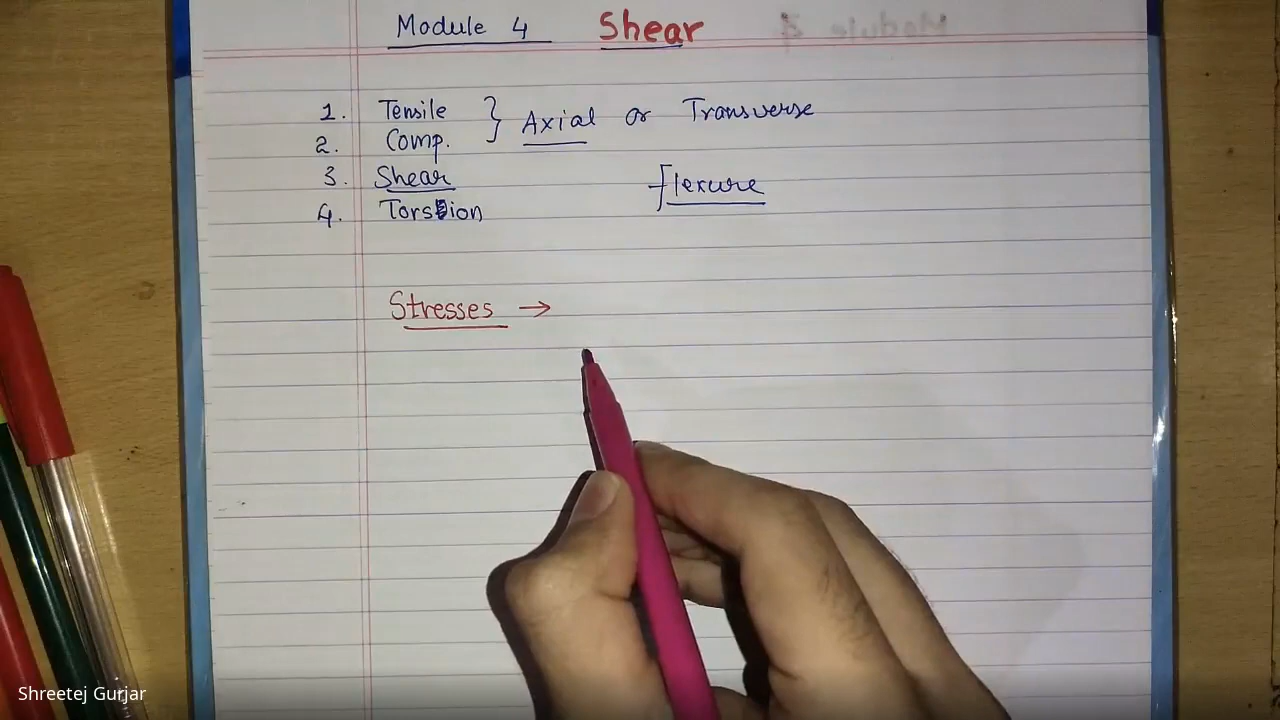 Module 4 Shear
1. Tensile } Axial or Transverse
2. Comp.
3. Shear flexure
4. Torsion
Stresses →
Shreetej Gurjar